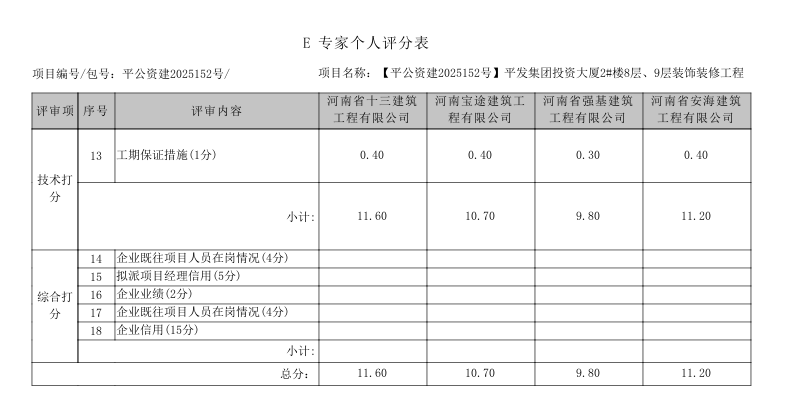 E 专家个人评分表
项目编号/包号: 平公资建2025152号/ 项目名称: 【平公资建2025152号】平发集团投资大厦2#楼8层、9层装饰装修工程
评审项 序号 评审内容 河南省十三建筑工程有限公司 河南宝途建筑工程有限公司 河南省强基建筑工程有限公司 河南省安海建筑工程有限公司
技术打分
13 工期保证措施(1分) 0.40 0.40 0.30 0.40
小计: 11.60 10.70 9.80 11.20
综合打分
14 企业既往项目人员在岗情况(4分)
15 拟派项目经理信用(5分)
16 企业业绩(2分)
17 企业既往项目人员在岗情况(4分)
18 企业信用(15分)
小计:
总分: 11.60 10.70 9.80 11.20